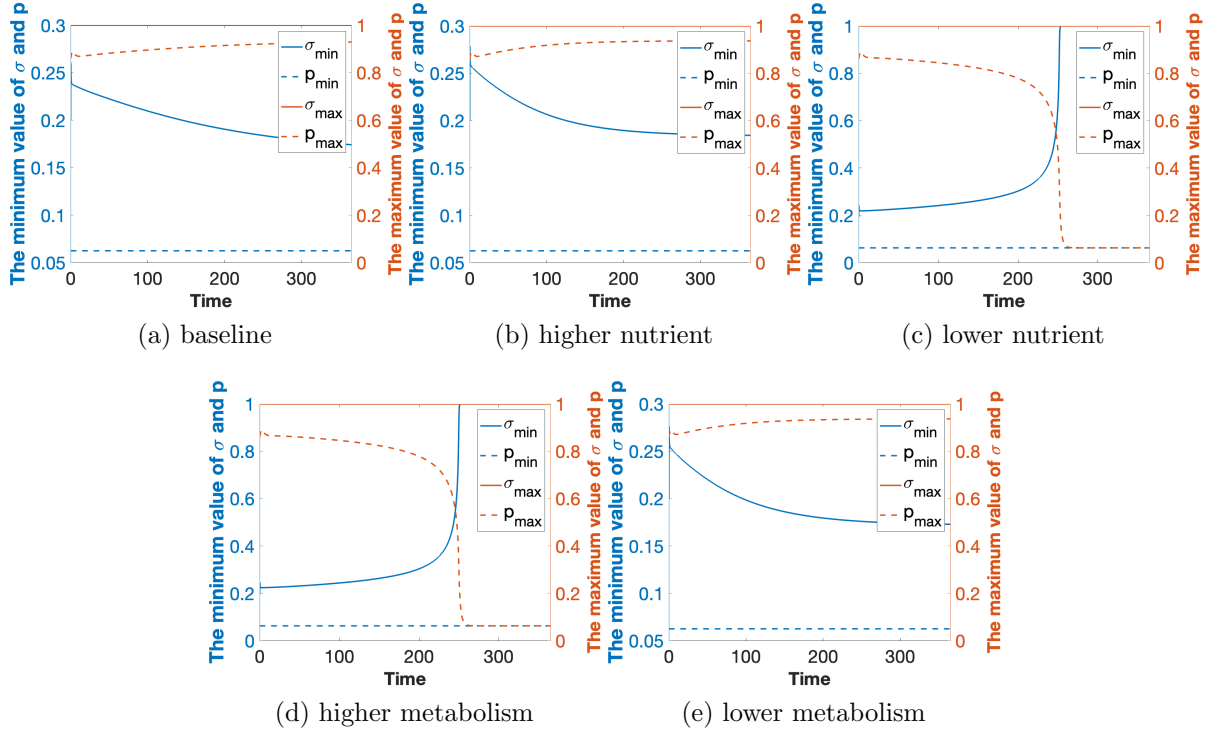 The minimum value of σ and p
0.3
0.25
0.2
0.15
0.1
0.05
0
100
200
300
Time
σmin
pmin
σmax
pmax
1
0.8
0.6
0.4
0.2
0
The maximum value of σ and p
(a) baseline
The minimum value of σ and p
0.3
0.25
0.2
0.15
0.1
0.05
0
100
200
300
Time
σmin
pmin
σmax
pmax
1
0.8
0.6
0.4
0.2
0
The maximum value of σ and p
(b) higher nutrient
The minimum value of σ and p
1
0.8
0.6
0.4
0.2
0
0
100
200
300
Time
σmin
pmin
σmax
pmax
1
0.8
0.6
0.4
0.2
0
The maximum value of σ and p
(c) lower nutrient
The minimum value of σ and p
1
0.8
0.6
0.4
0.2
0
0
100
200
300
Time
σmin
pmin
σmax
pmax
1
0.8
0.6
0.4
0.2
0
The maximum value of σ and p
(d) higher metabolism
The minimum value of σ and p
0.3
0.25
0.2
0.15
0.1
0.05
0
100
200
300
Time
σmin
pmin
σmax
pmax
1
0.8
0.6
0.4
0.2
0
The maximum value of σ and p
(e) lower metabolism